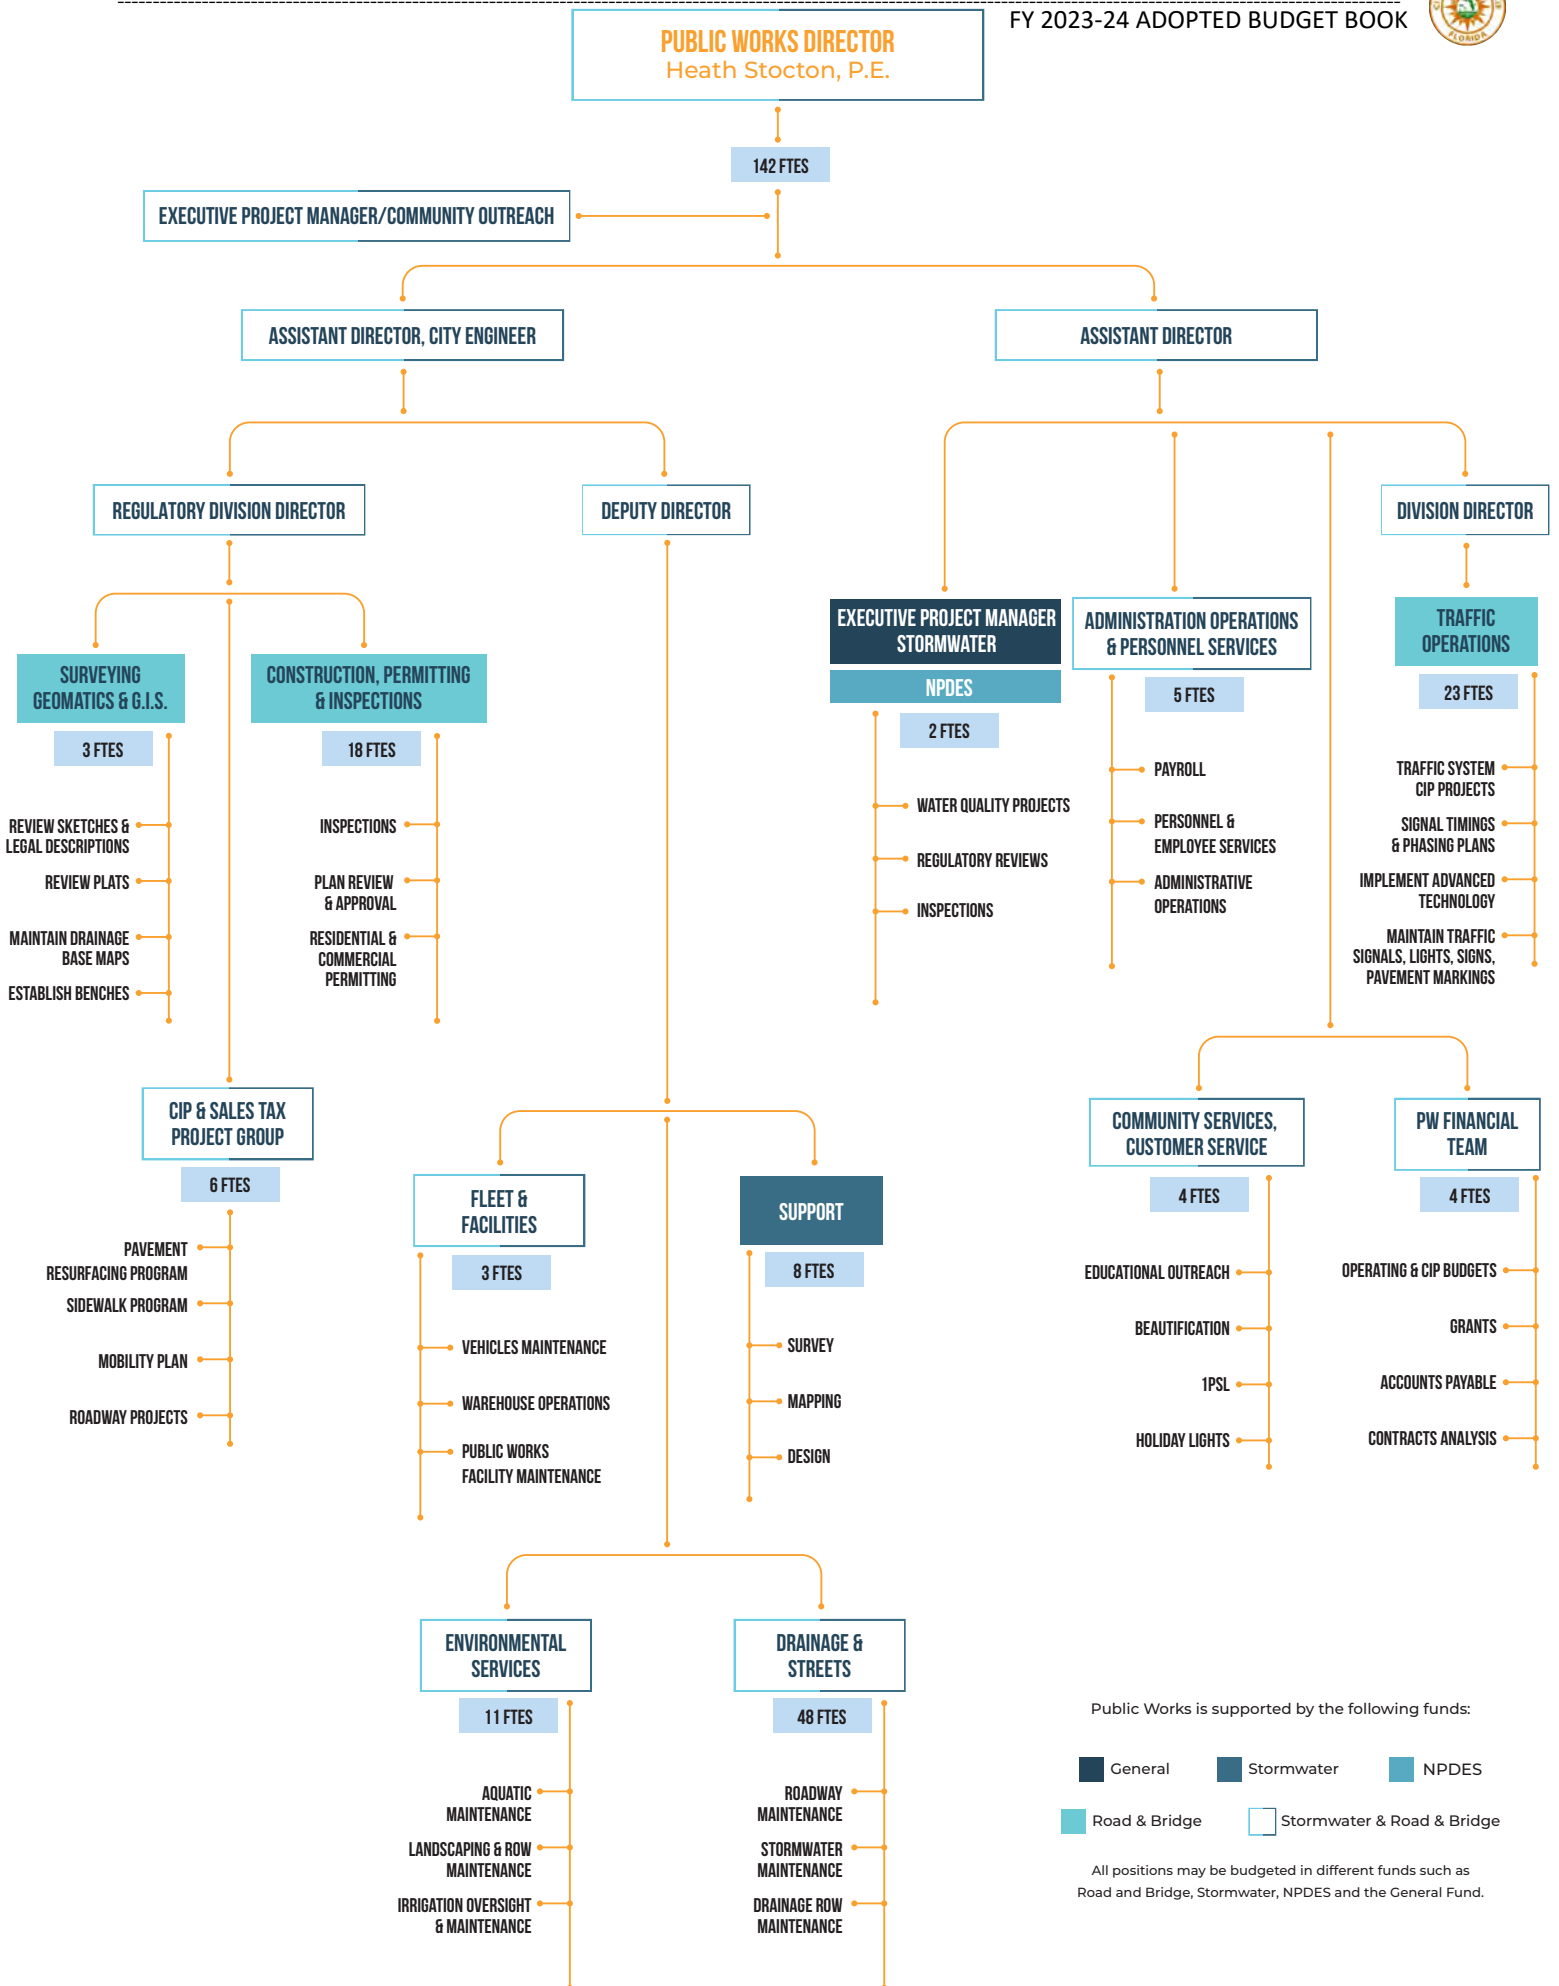 FY 2023-24 ADOPTED BUDGET BOOK
FLORIDA
PUBLIC WORKS DIRECTOR
Heath Stocton, P.E.
142 FTES
EXECUTIVE PROJECT MANAGER/COMMUNITY OUTREACH
ASSISTANT DIRECTOR, CITY ENGINEER
ASSISTANT DIRECTOR
REGULATORY DIVISION DIRECTOR
DEPUTY DIRECTOR
DIVISION DIRECTOR
SURVEYING
GEOMATICS & G.I.S.
3 FTES
REVIEW SKETCHES &
LEGAL DESCRIPTIONS
REVIEW PLATS
MAINTAIN DRAINAGE
BASE MAPS
ESTABLISH BENCHES
CONSTRUCTION, PERMITTING
& INSPECTIONS
18 FTES
INSPECTIONS
PLAN REVIEW
& APPROVAL
RESIDENTIAL &
COMMERCIAL
PERMITTING
EXECUTIVE PROJECT MANAGER
STORMWATER
NPDES
2 FTES
WATER QUALITY PROJECTS
REGULATORY REVIEWS
INSPECTIONS
ADMINISTRATION OPERATIONS
& PERSONNEL SERVICES
5 FTES
PAYROLL
PERSONNEL &
EMPLOYEE SERVICES
ADMINISTRATIVE
OPERATIONS
TRAFFIC
OPERATIONS
23 FTES
TRAFFIC SYSTEM
CIP PROJECTS
SIGNAL TIMINGS
& PHASING PLANS
IMPLEMENT ADVANCED
TECHNOLOGY
MAINTAIN TRAFFIC
SIGNALS, LIGHTS, SIGNS,
PAVEMENT MARKINGS
CIP & SALES TAX
PROJECT GROUP
6 FTES
PAVEMENT
RESURFACING PROGRAM
SIDEWALK PROGRAM
MOBILITY PLAN
ROADWAY PROJECTS
FLEET &
FACILITIES
3 FTES
VEHICLES MAINTENANCE
WAREHOUSE OPERATIONS
PUBLIC WORKS
FACILITY MAINTENANCE
SUPPORT
8 FTES
SURVEY
MAPPING
DESIGN
COMMUNITY SERVICES,
CUSTOMER SERVICE
4 FTES
EDUCATIONAL OUTREACH
BEAUTIFICATION
1PSL
HOLIDAY LIGHTS
PW FINANCIAL
TEAM
4 FTES
OPERATING & CIP BUDGETS
GRANTS
ACCOUNTS PAYABLE
CONTRACTS ANALYSIS
ENVIRONMENTAL
SERVICES
11 FTES
AQUATIC
MAINTENANCE
LANDSCAPING & ROW
MAINTENANCE
IRRIGATION OVERSIGHT
& MAINTENANCE
DRAINAGE &
STREETS
48 FTES
ROADWAY
MAINTENANCE
STORMWATER
MAINTENANCE
DRAINAGE ROW
MAINTENANCE
Public Works is supported by the following funds:
General
Stormwater
NPDES
Road & Bridge
Stormwater & Road & Bridge
All positions may be budgeted in different funds such as
Road and Bridge, Stormwater, NPDES and the General Fund.